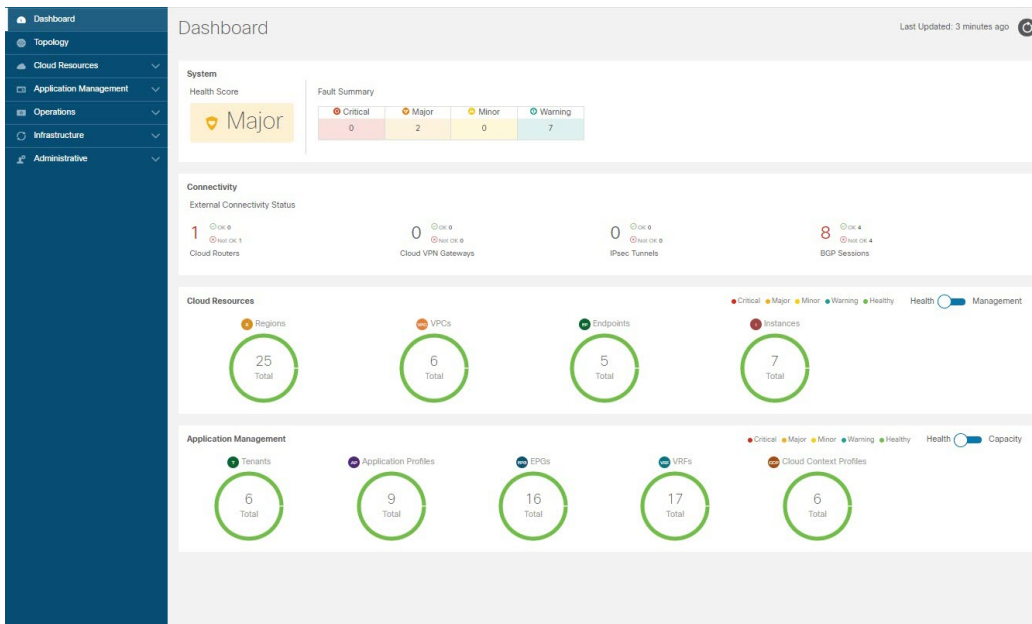 Dashboard
Topology
Cloud Resources
Application Management
Operations
Infrastructure
Administrative
Dashboard
Last Updated: 3 minutes ago
System
Health Score
Major
Fault Summary
Critical Major Minor Warning
0 2 0 7
Connectivity
External Connectivity Status
1 OK 0 Not OK 1
Cloud Routers
0 OK 0 Not OK 0
Cloud VPN Gateways
0 OK 0 Not OK 0
IPsec Tunnels
8 OK 4 Not OK 4
BGP Sessions
Cloud Resources
Critical Major Minor Warning Healthy Health Management
Regions VPCs Endpoints Instances
25 6 5 7
Total Total Total Total
Application Management
Critical Major Minor Warning Healthy Health Capacity
T Tenants AP Application Profiles EPG EPGs VRF VRFs CCP Cloud Context Profiles
6 9 16 17 6
Total Total Total Total Total